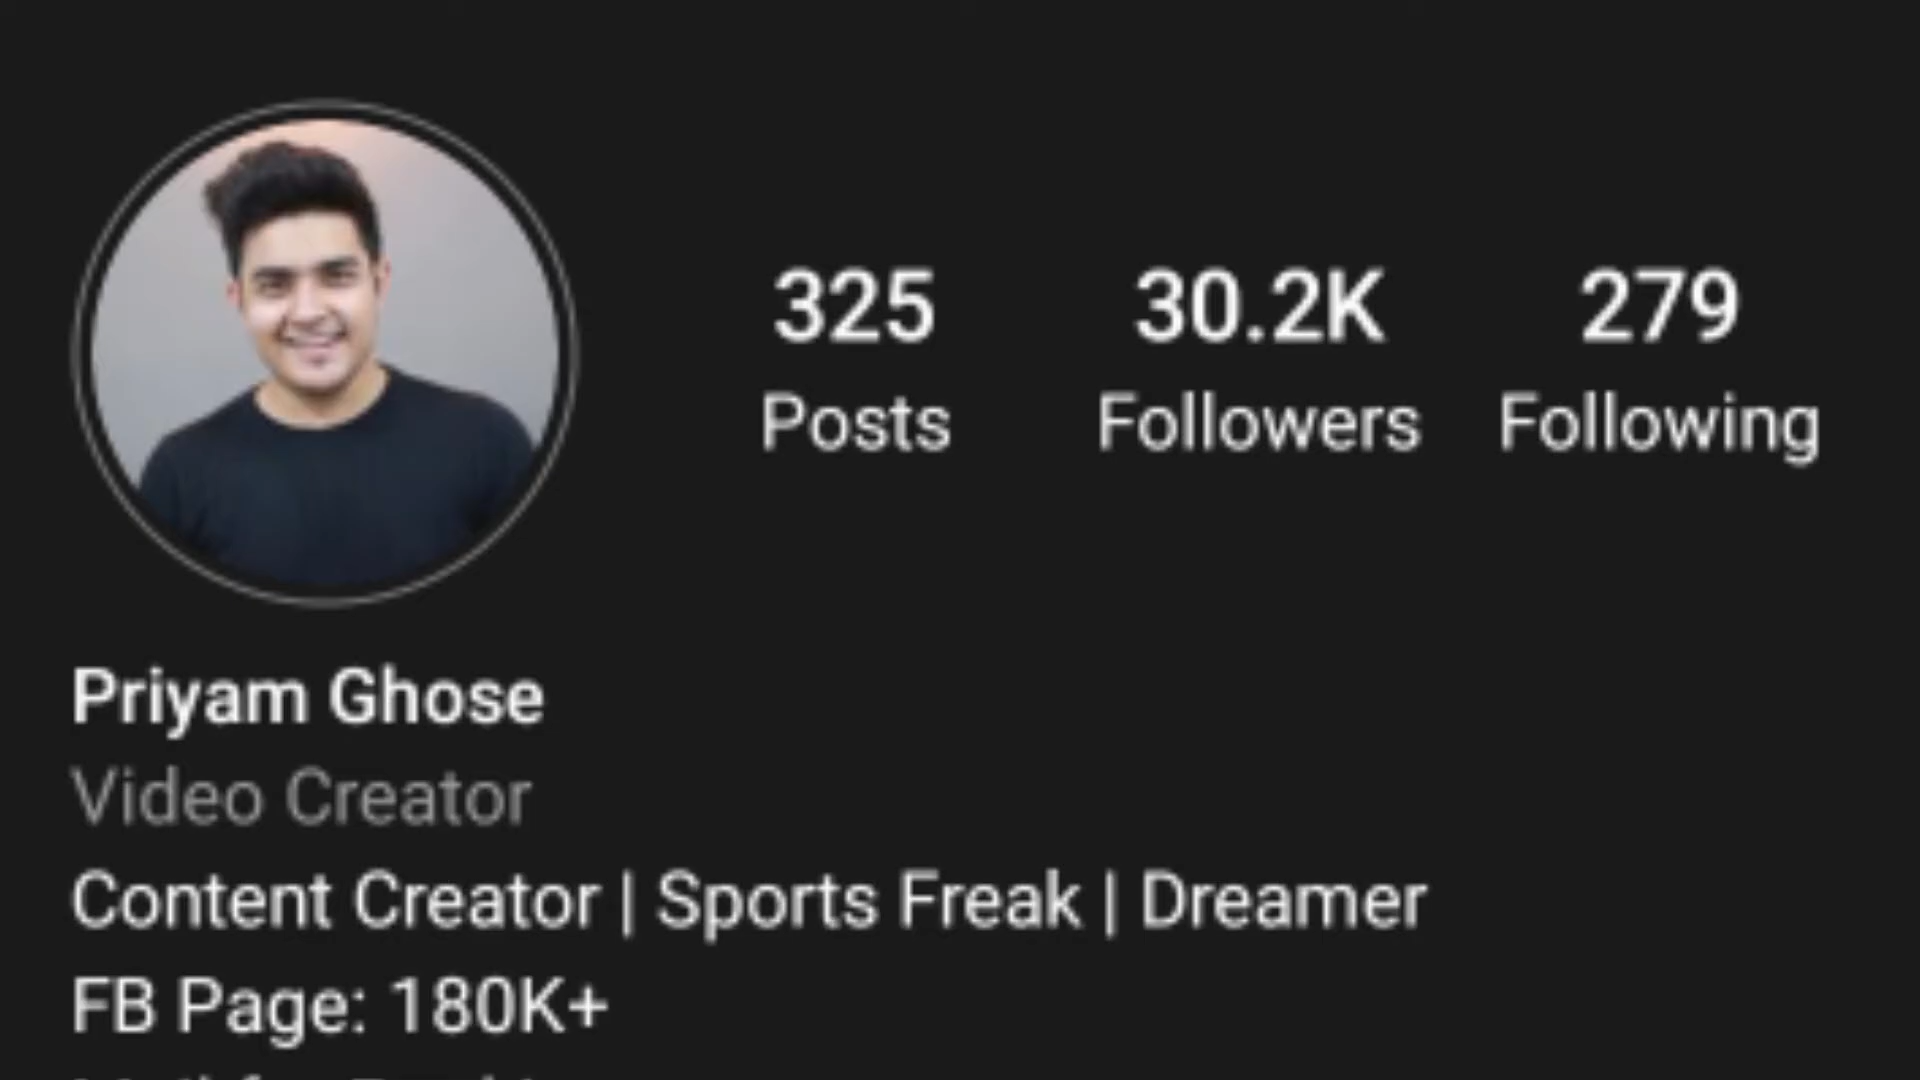 325 30.2K 279
Posts Followers Following
Priyam Ghose
Video Creator
Content Creator | Sports Freak | Dreamer
FB Page: 180K+